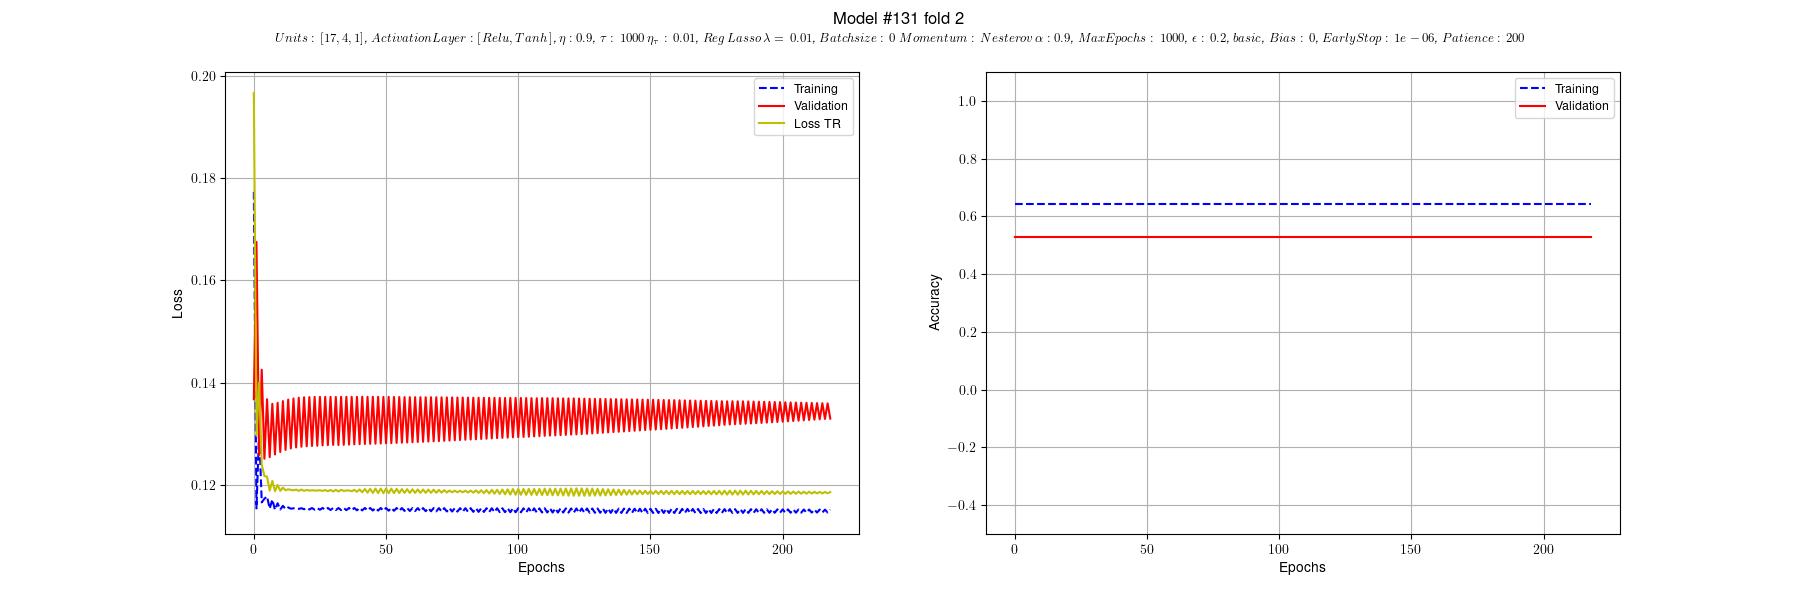 Model #131 fold 2
Units : [17, 4, 1], ActivationLayer : [Relu, Tanh], η : 0.9, τ : 1000 ητ : 0.01, Reg Lasso λ = 0.01, Batchsize : 0 Momentum : Nesterov α : 0.9, MaxEpochs : 1000, ϵ : 0.2, basic, Bias : 0, EarlyStop : 1e − 06, Patience : 200
Loss
0.20
0.18
0.16
0.14
0.12
Training
Validation
Loss TR
0 50 100 150 200
Epochs
Accuracy
1.0
0.8
0.6
0.4
0.2
0.0
−0.2
−0.4
Training
Validation
0 50 100 150 200
Epochs